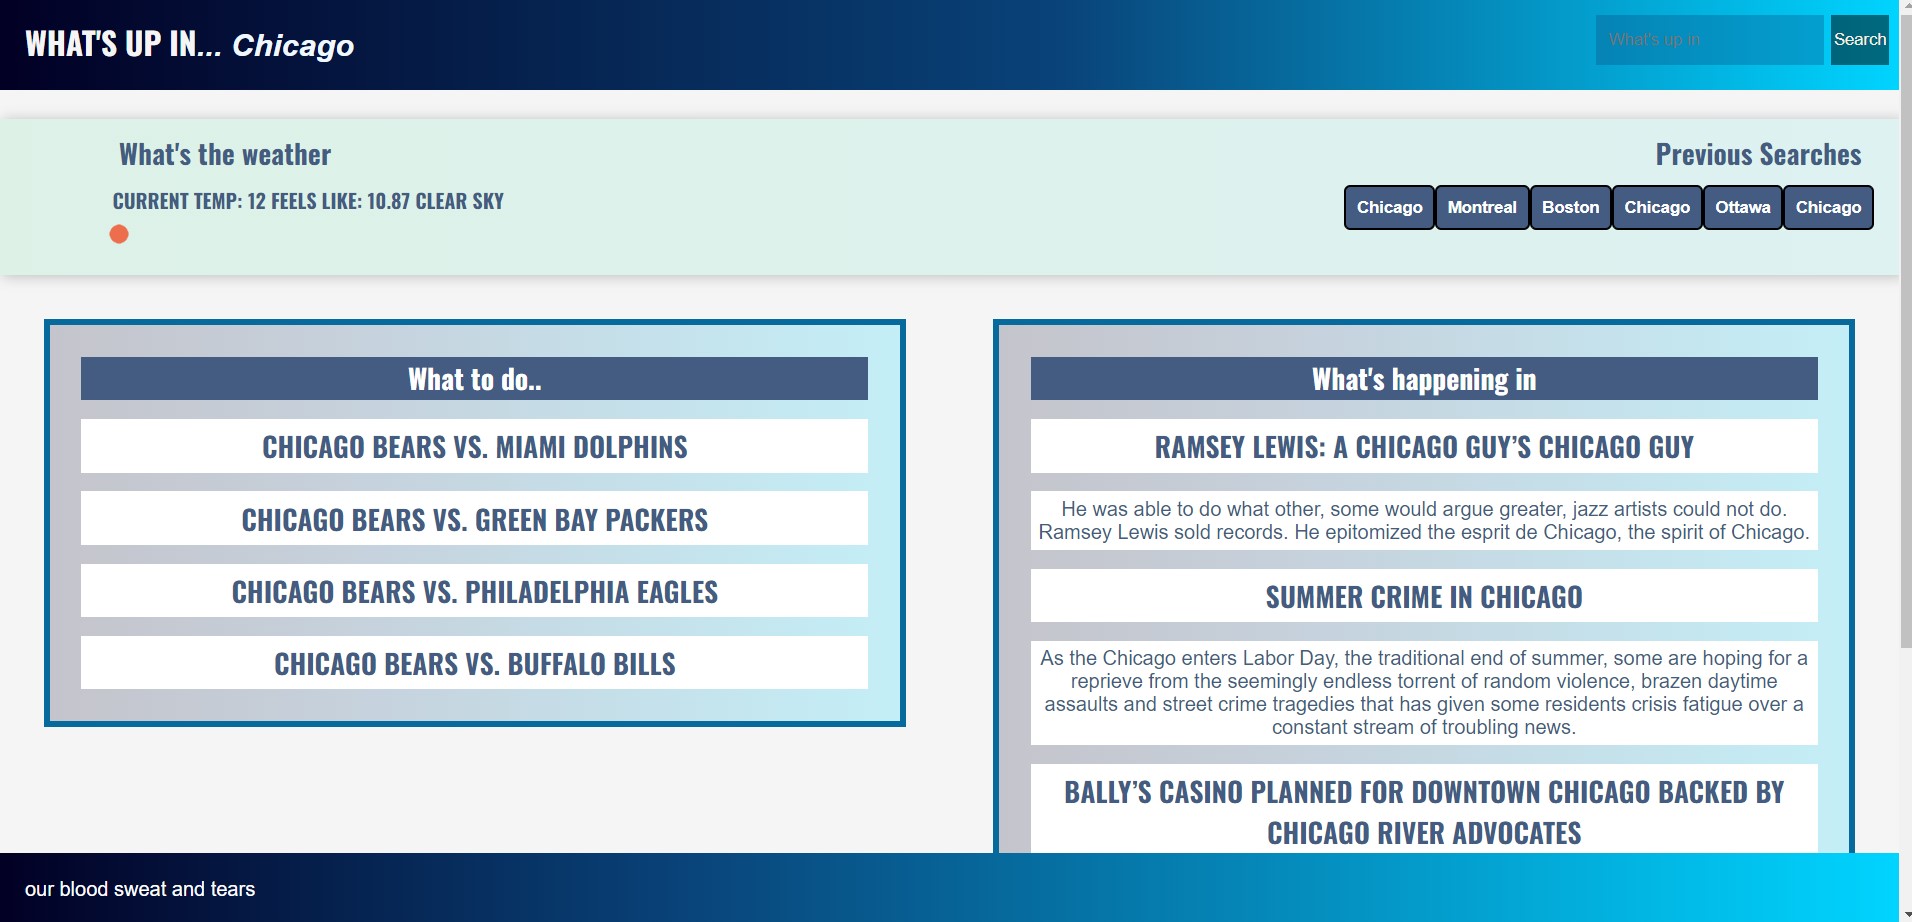 WHAT'S UP IN... Chicago
What's up in
Search
What's the weather
CURRENT TEMP: 12 FEELS LIKE: 10.87 CLEAR SKY
Previous Searches
Chicago Montreal Boston Chicago Ottawa Chicago
What to do..
CHICAGO BEARS VS. MIAMI DOLPHINS
CHICAGO BEARS VS. GREEN BAY PACKERS
CHICAGO BEARS VS. PHILADELPHIA EAGLES
CHICAGO BEARS VS. BUFFALO BILLS
What's happening in
RAMSEY LEWIS: A CHICAGO GUY’S CHICAGO GUY
He was able to do what other, some would argue greater, jazz artists could not do.
Ramsey Lewis sold records. He epitomized the esprit de Chicago, the spirit of Chicago.
SUMMER CRIME IN CHICAGO
As the Chicago enters Labor Day, the traditional end of summer, some are hoping for a
reprieve from the seemingly endless torrent of random violence, brazen daytime
assaults and street crime tragedies that has given some residents crisis fatigue over a
constant stream of troubling news.
BALLY’S CASINO PLANNED FOR DOWNTOWN CHICAGO BACKED BY
CHICAGO RIVER ADVOCATES
our blood sweat and tears